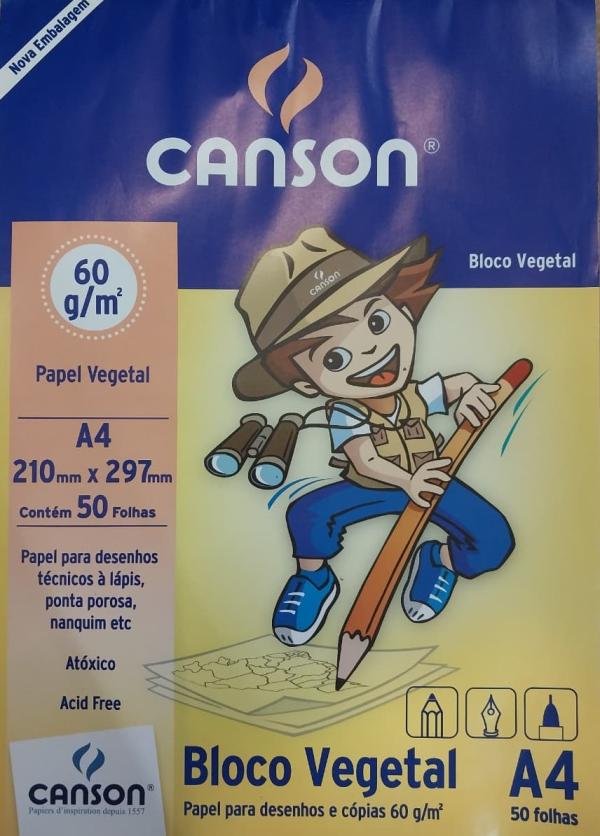 Nova Embalagem
CANSON®
Bloco Vegetal
60
g/m²
Papel Vegetal
A4
210mm x 297mm
Contém 50 Folhas
Papel para desenhos
técnicos à lápis,
ponta porosa,
nanquim etc
Atóxico
Acid Free
CANSON
CANSON®
Papiers d'inspiration depuis 1557
Bloco Vegetal A4
Papel para desenhos e cópias 60 g/m² 50 folhas